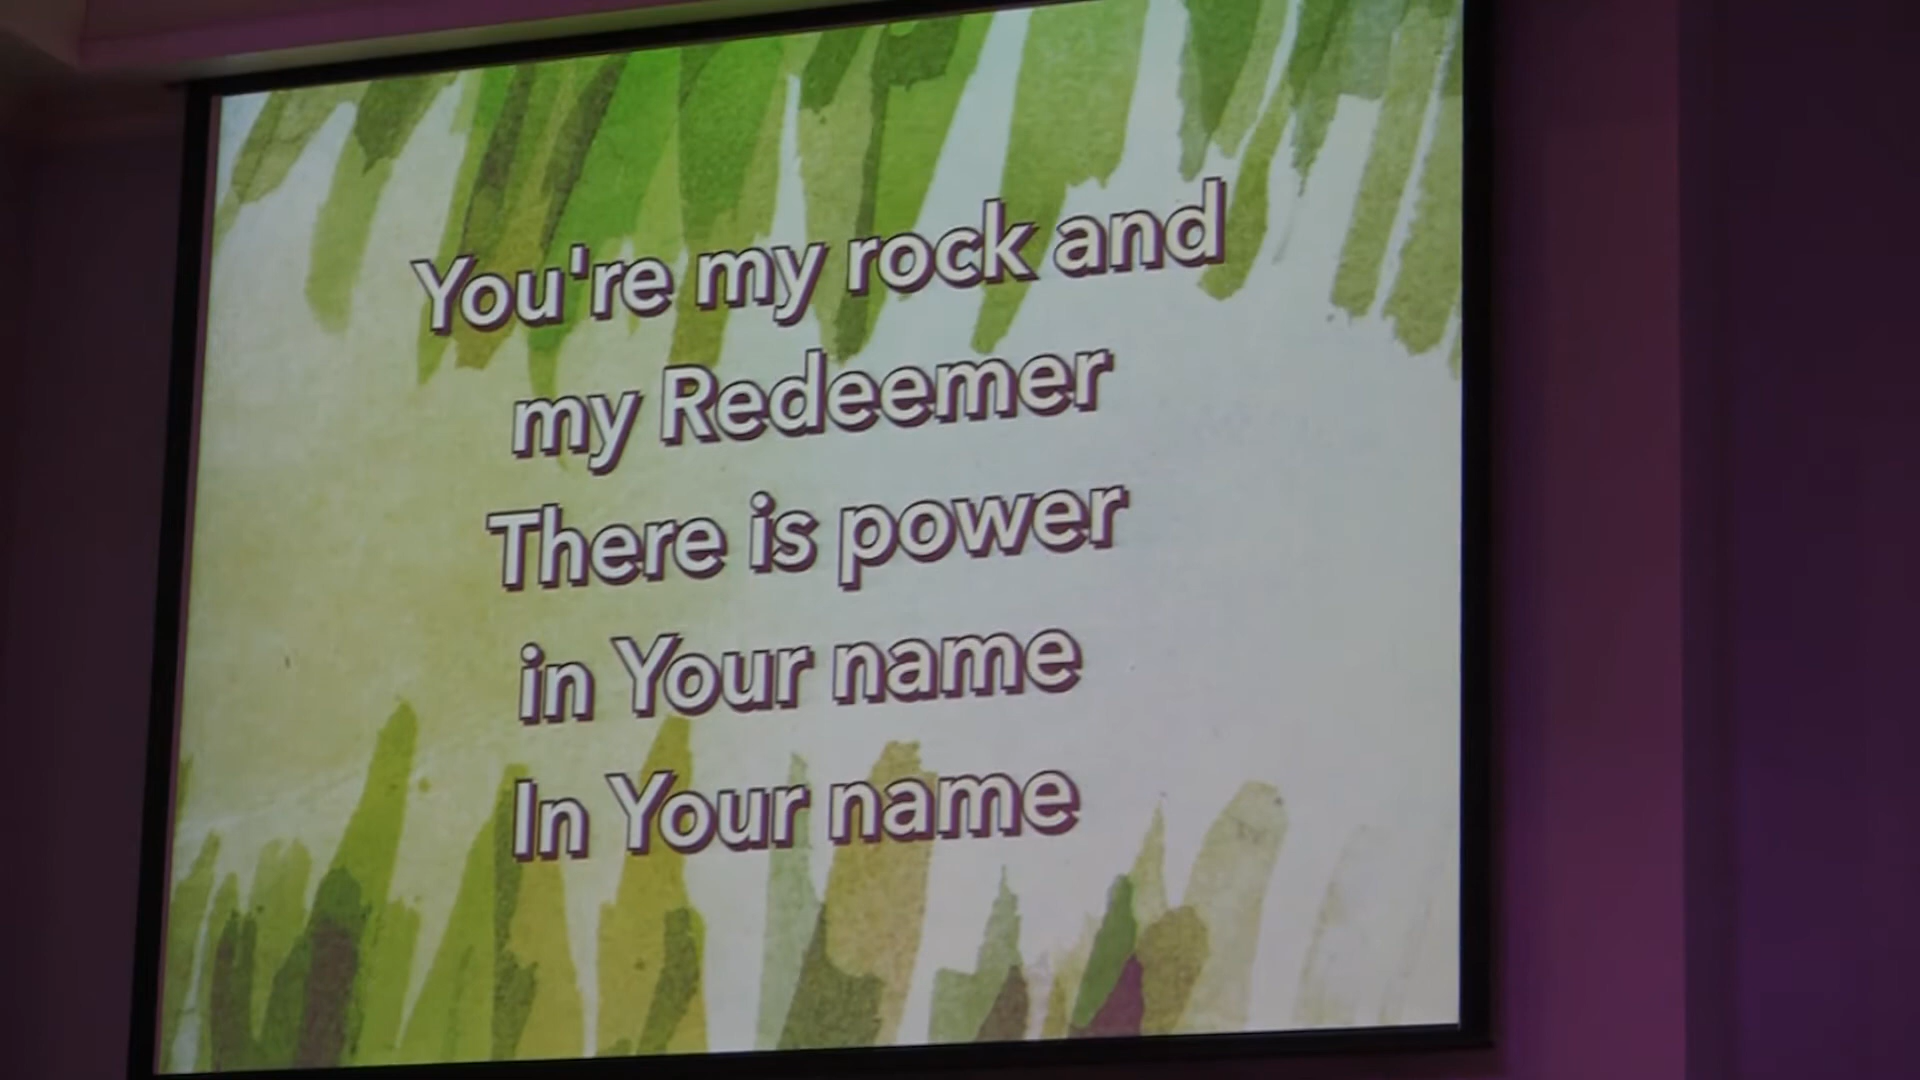 You're my rock and
my Redeemer
There is power
in Your name
In Your name